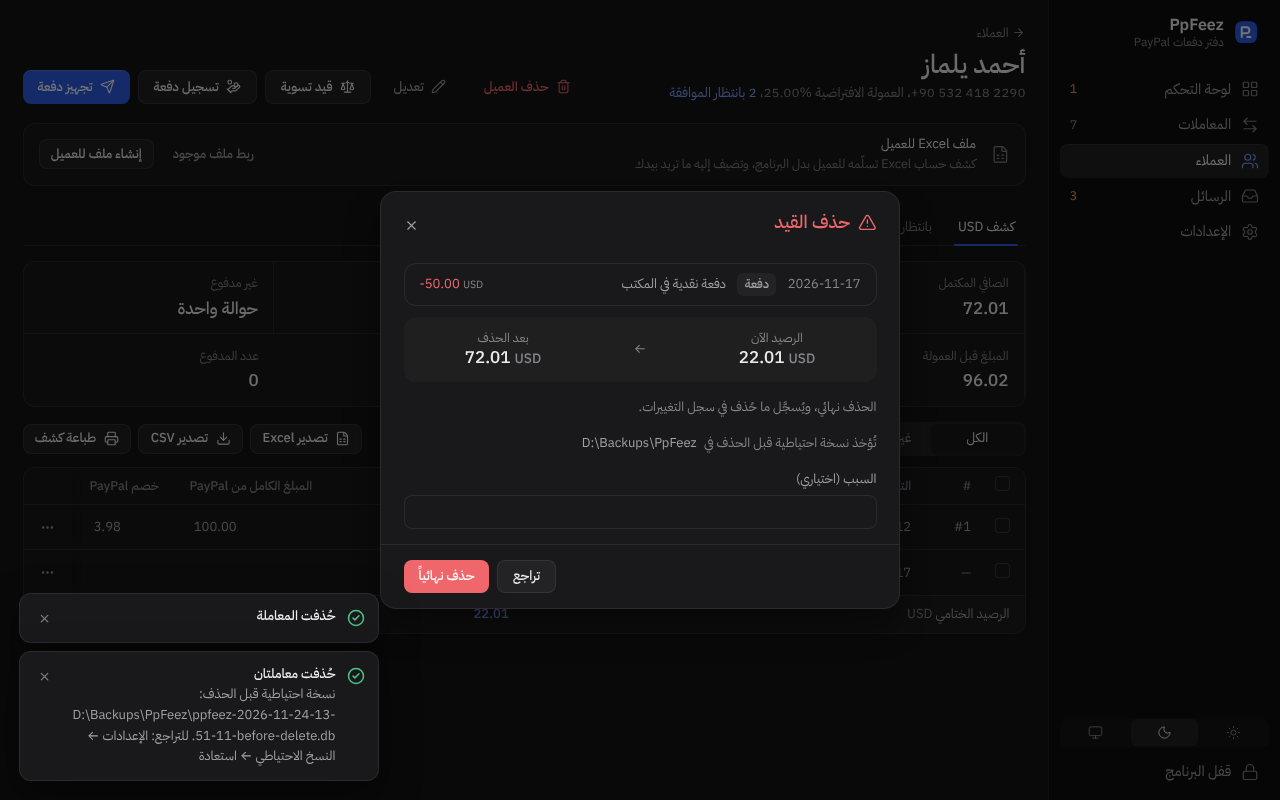 PpFeez
دفتر دفعات PayPal
لوحة التحكم
1
المعاملات
7
العملاء
الرسائل
3
الإعدادات
قفل البرنامج
العملاء
أحمد يلماز
+90 532 418 2290، العمولة الافتراضية 25.00%، 2 بانتظار الموافقة
حذف العميل
تعديل
قيد تسوية
تسجيل دفعة
تجهيز دفعة
ملف Excel للعميل
كشف حساب Excel تسلّمه للعميل بدل البرنامج، وتضيف إليه ما تريد بيدك
ربط ملف موجود
إنشاء ملف للعميل
كشف USD
بانتظار
الصافي المكتمل
72.01
غير مدفوع
حوالة واحدة
المبلغ قبل العمولة
96.02
عدد المدفوع
0
الكل
تصدير Excel
تصدير CSV
طباعة كشف
#
المبلغ الكامل من PayPal
خصم PayPal
#1
12
100.00
3.98
—
17
الرصيد الختامي USD
22.01
حذف القيد
2026-11-17
دفعة
دفعة نقدية في المكتب
-50.00 USD
الرصيد الآن
22.01 USD
بعد الحذف
72.01 USD
الحذف نهائي، ويُسجَّل ما حُذف في سجل التغييرات.
تُؤخذ نسخة احتياطية قبل الحذف في D:\Backups\PpFeez
السبب (اختياري)
تراجع
حذف نهائياً
حُذفت المعاملة
حُذفت معاملتان
نسخة احتياطية قبل الحذف:
D:\Backups\PpFeez\ppfeez-2026-11-24-13-
51-11-before-delete.db. للتراجع: الإعدادات ←
النسخ الاحتياطي ← استعادة